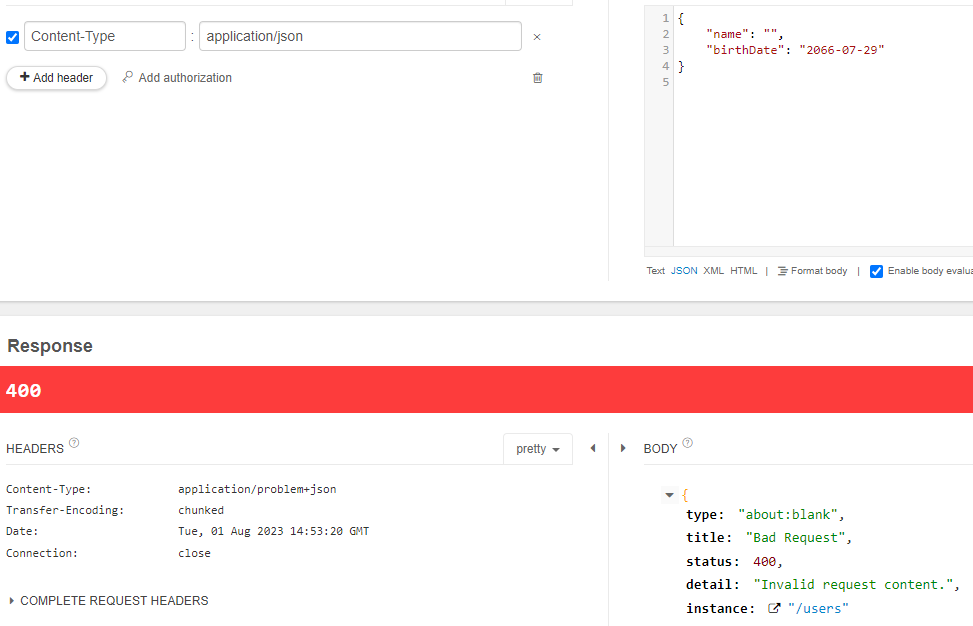 Content-Type : application/json ×
+ Add header Add authorization
1 {
2 "name": "",
3 "birthDate": "2066-07-29"
4 }
5
Text JSON XML HTML | Format body | Enable body evalua
Response
400
HEADERS ?
pretty
Content-Type: application/problem+json
Transfer-Encoding: chunked
Date: Tue, 01 Aug 2023 14:53:20 GMT
Connection: close
COMPLETE REQUEST HEADERS
BODY ?
{
type: "about:blank",
title: "Bad Request",
status: 400,
detail: "Invalid request content.",
instance: "/users"